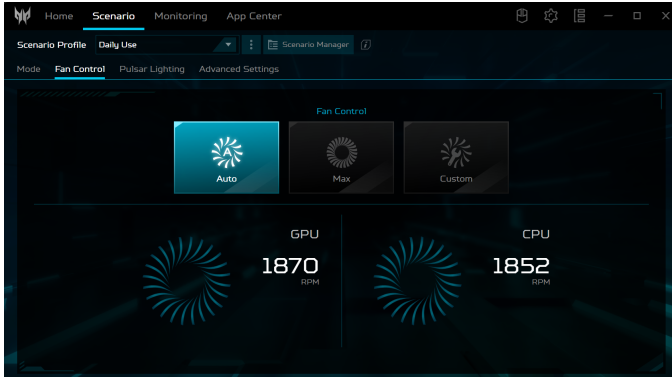 Home Scenario Monitoring App Center
Scenario Profile Daily Use Scenario Manager
Mode Fan Control Pulsar Lighting Advanced Settings
Fan Control
Auto Max Custom
GPU CPU
1870 1852
RPM RPM